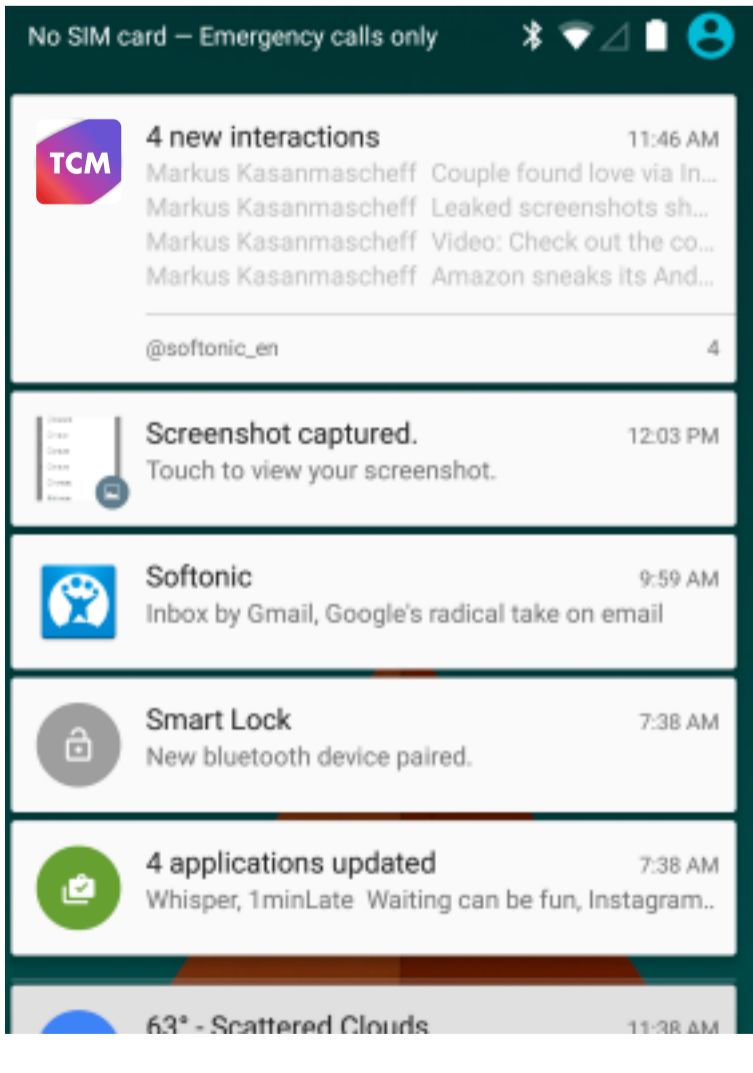 No SIM card — Emergency calls only
TCM
4 new interactions 11:46 AM
Markus Kasanmascheff Couple found love via In...
Markus Kasanmascheff Leaked screenshots sh...
Markus Kasanmascheff Video: Check out the co...
Markus Kasanmascheff Amazon sneaks its And...
@softonic_en 4
Screenshot captured. 12:03 PM
Touch to view your screenshot.
Softonic 9:59 AM
Inbox by Gmail, Google's radical take on email
Smart Lock 7:38 AM
New bluetooth device paired.
4 applications updated 7:38 AM
Whisper, 1minLate Waiting can be fun, Instagram..
63° - Scattered Clouds 11:38 AM